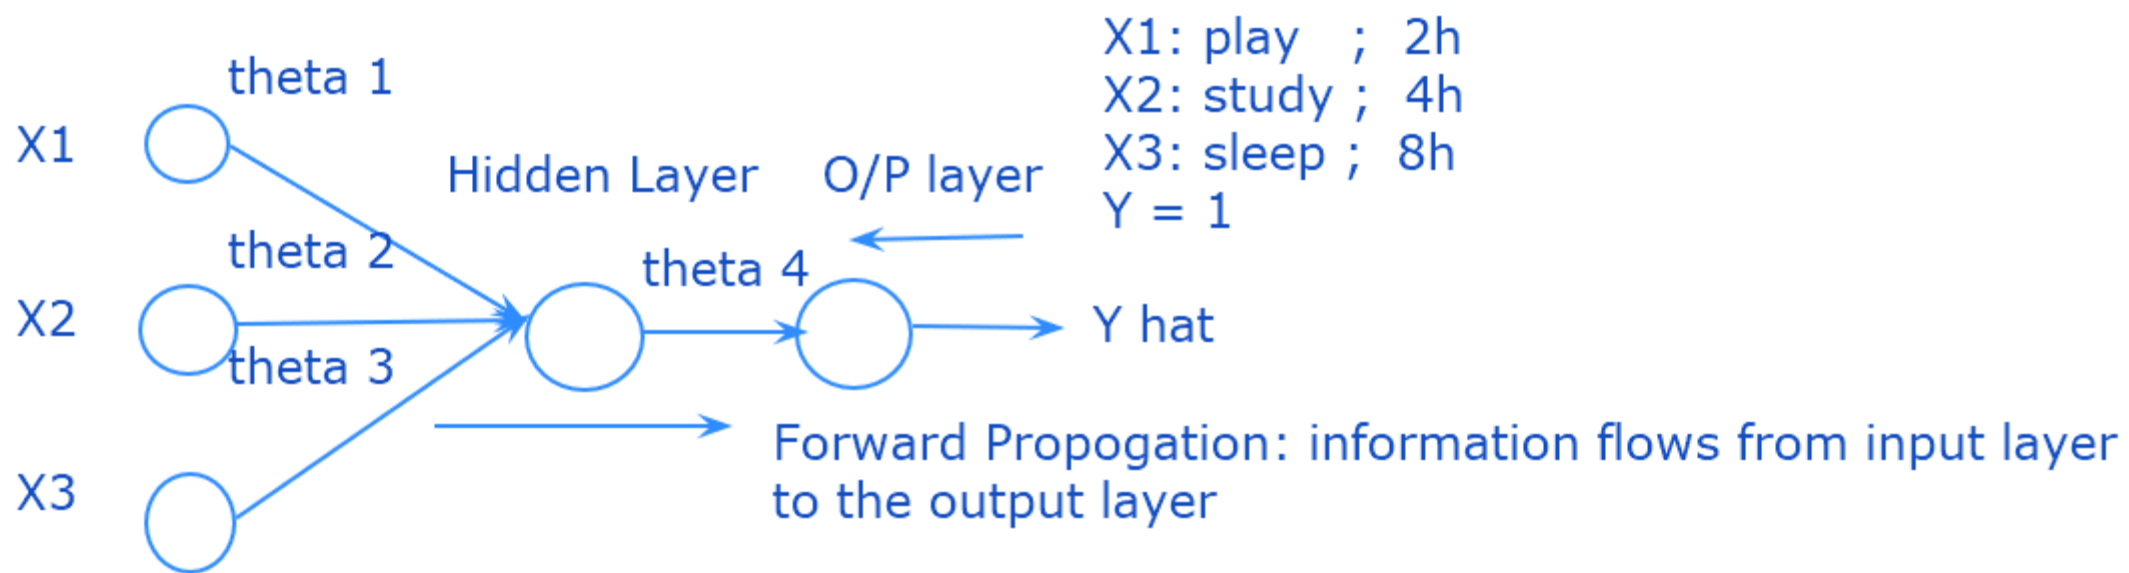 theta 1
X1
theta 2
X2
theta 3
X3
Hidden Layer
theta 4
O/P layer
X1: play ; 2h
X2: study ; 4h
X3: sleep ; 8h
Y = 1
Y hat
Forward Propogation: information flows from input layer
to the output layer